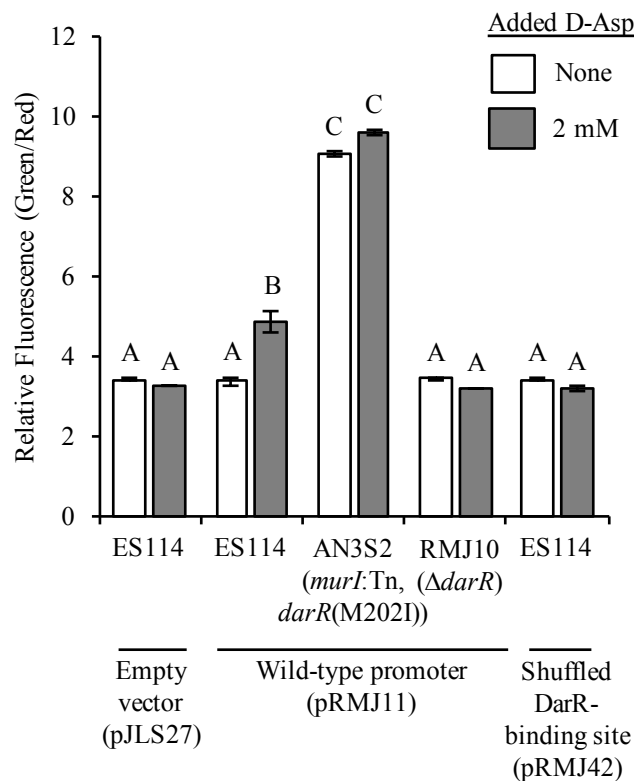 Added D-Asp
None
2 mM
Relative Fluorescence (Green/Red)
12
10
8
6
4
2
0
A
A
A
B
C
C
A
A
A
A
ES114
ES114
AN3S2
(murI:Tn,
darR(M202I))
RMJ10
(ΔdarR)
ES114
Empty
vector
(pJLS27)
Wild-type promoter
(pRMJ11)
Shuffled
DarR-
binding site
(pRMJ42)